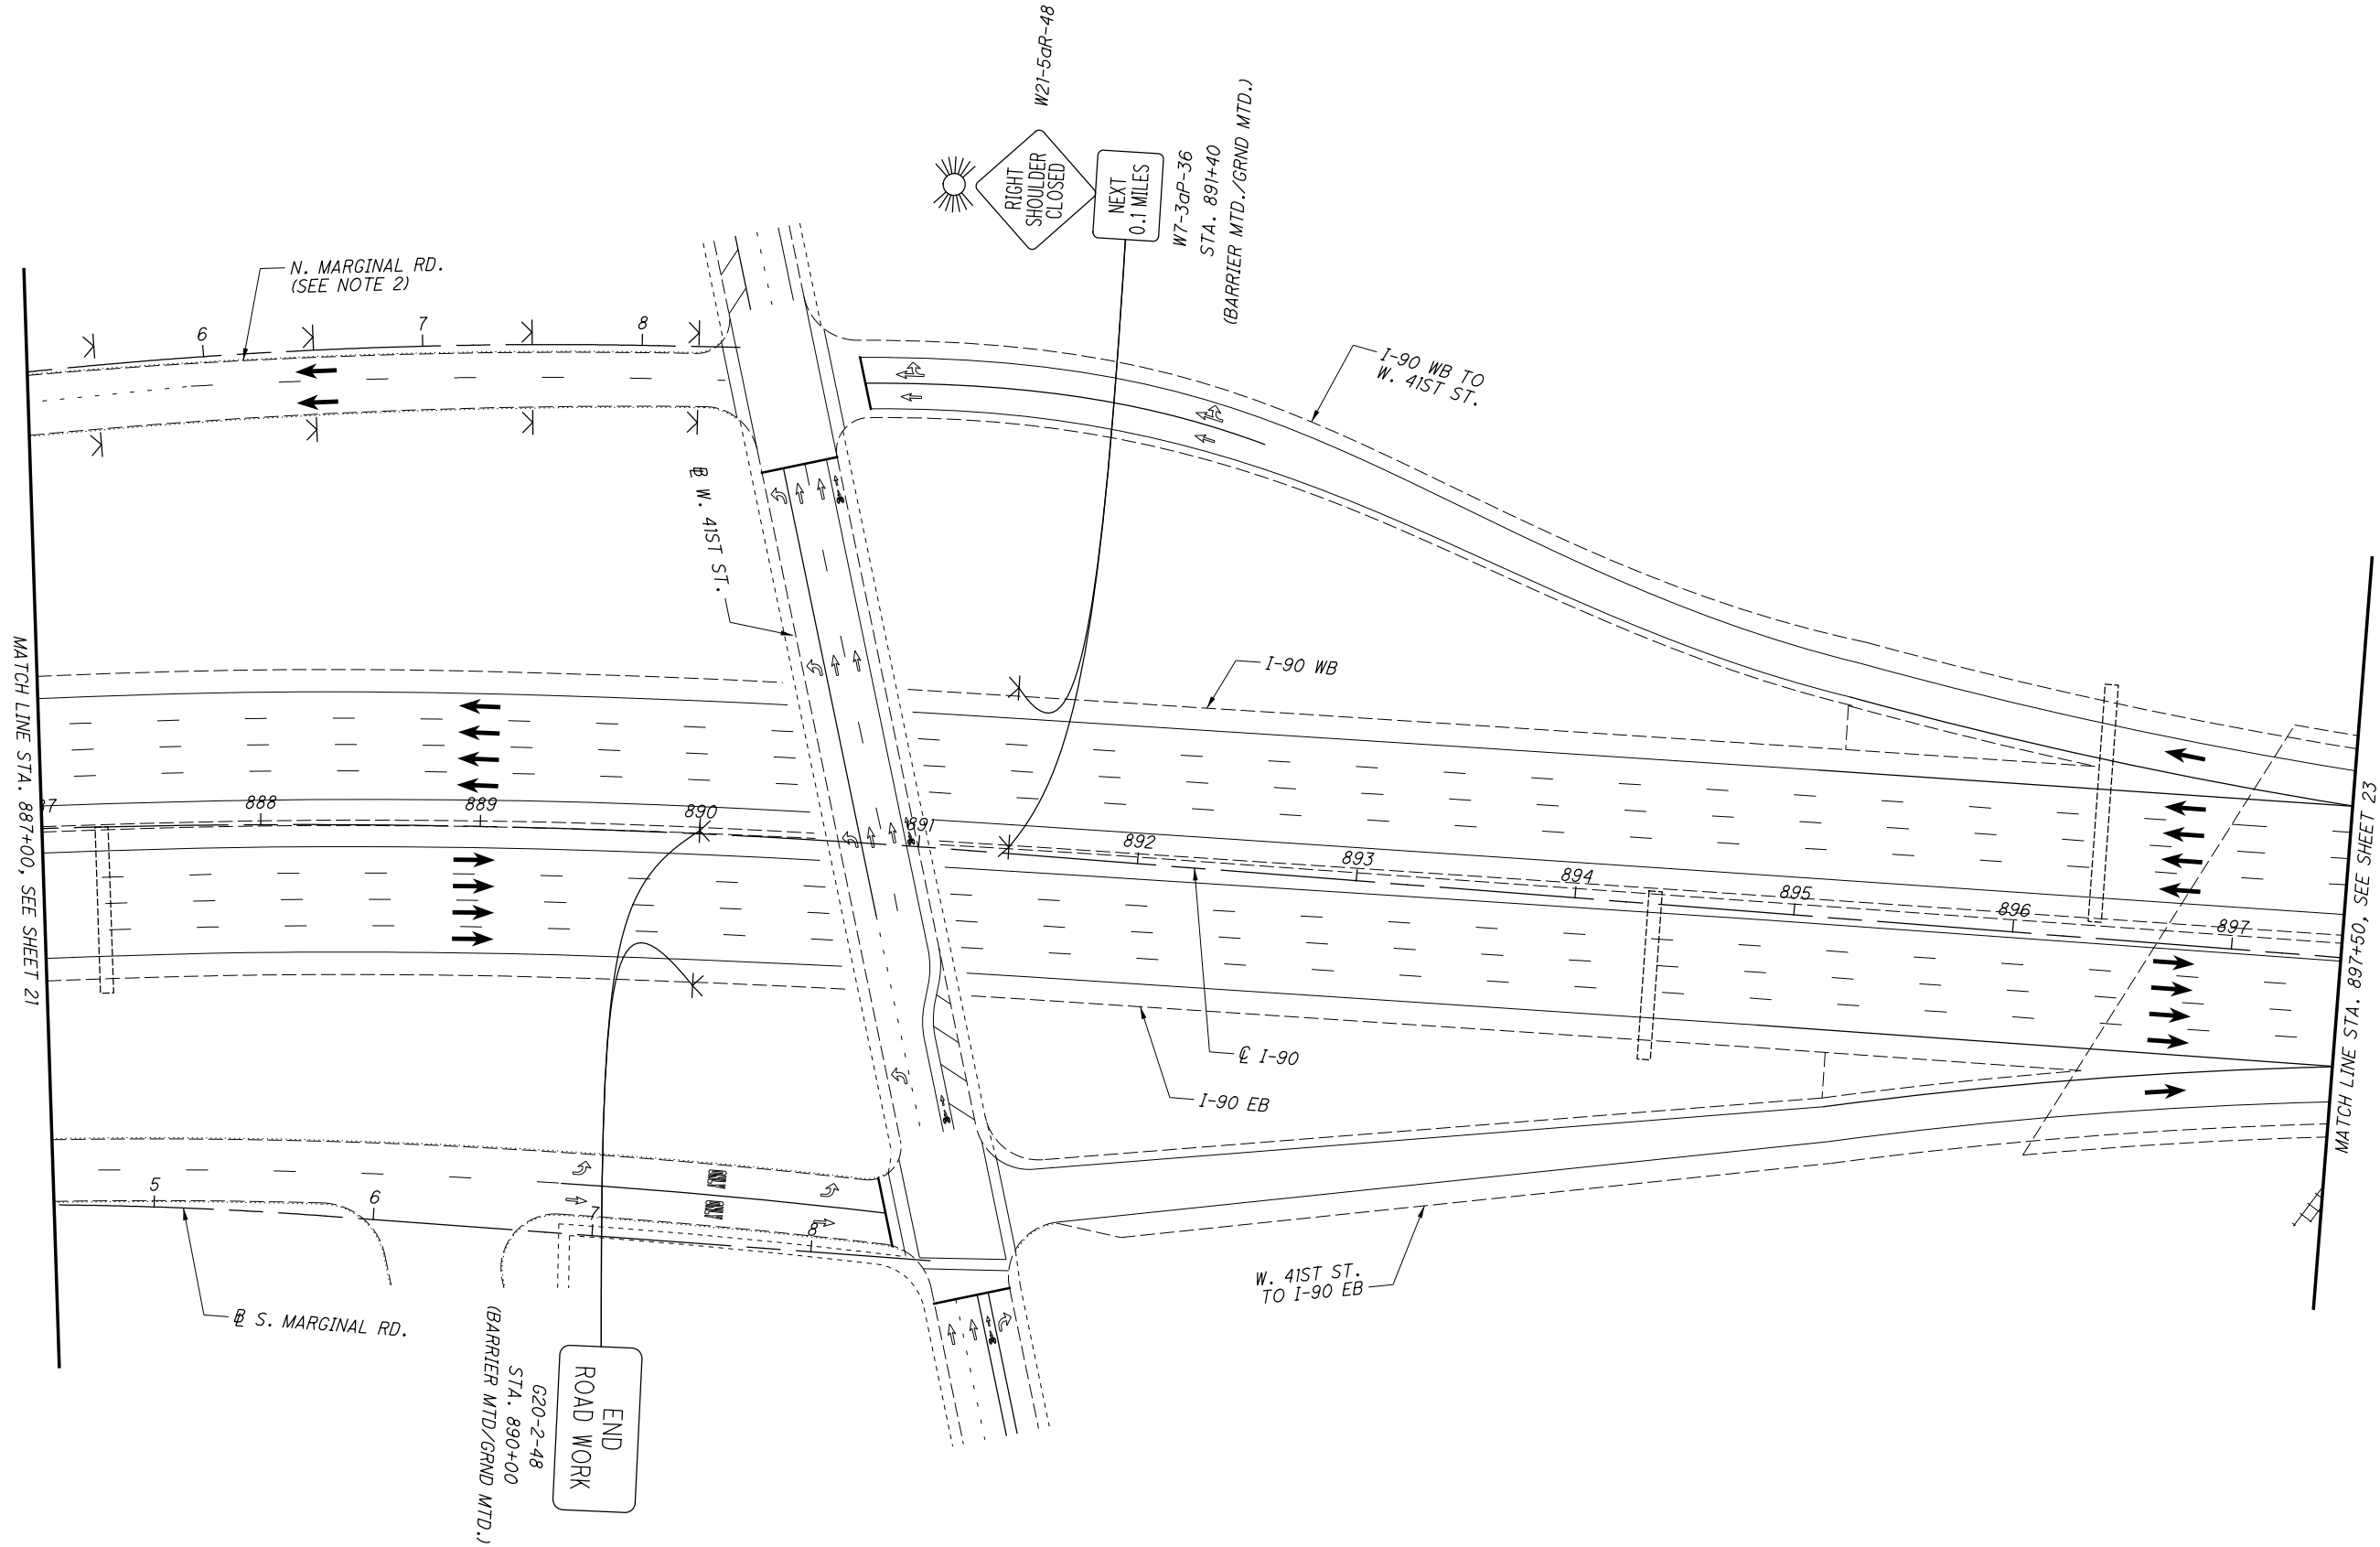 W21-5aR-48
RIGHT
SHOULDER
CLOSED
NEXT
0.1 MILES
W7-3aP-36
STA. 891+40
(BARRIER MTD./GRND MTD.)
N. MARGINAL RD.
(SEE NOTE 2)
6
7
8
I-90 WB TO
W. 41ST ST.
℄ W. 41ST ST.
I-90 WB
MATCH LINE STA. 887+00, SEE SHEET 21
888
889
890
891
892
893
894
895
896
897
MATCH LINE STA. 897+50, SEE SHEET 23
℄ I-90
I-90 EB
ONLY
ONLY
5
6
7
8
W. 41ST ST.
TO I-90 EB
℄ S. MARGINAL RD.
END
ROAD WORK
G20-2-48
STA. 890+00
(BARRIER MTD/GRND MTD.)